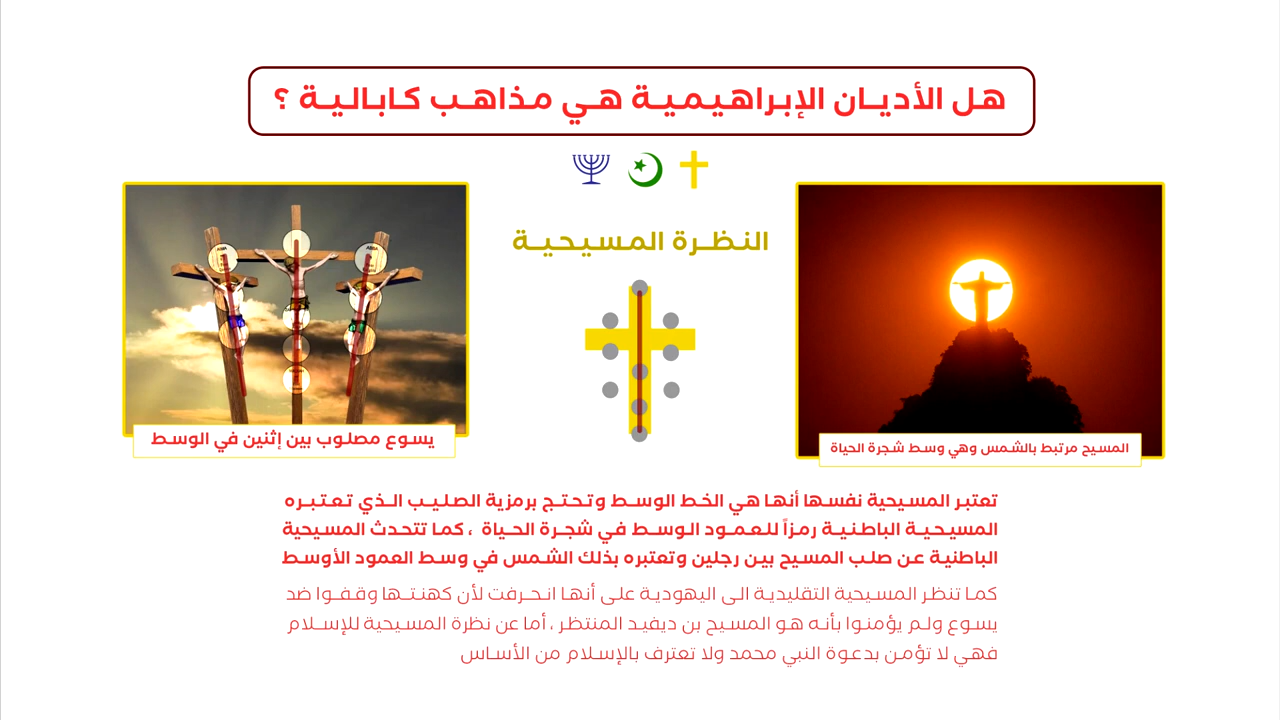 هل الأديان الإبراهيمية هي مذاهب كابالية ؟
النظرة المسيحية
المسيح مرتبط بالشمس وهي وسط شجرة الحياة
يسوع مصلوب بين إثنين في الوسط
تعتبر المسيحية نفسها أنها هي الخط الوسط وتحتج برمزية الصليب الذي تعتبره
المسيحية الباطنية رمزاً للعمود الوسط في شجرة الحياة ، كما تتحدث المسيحية
الباطنية عن صلب المسيح بين رجلين وتعتبره بذلك الشمس في وسط العمود الأوسط
كما تنظر المسيحية التقليدية الى اليهودية على أنها انحرفت لأن كهنتها وقفوا ضد
يسوع ولم يؤمنوا بأنه هو المسيح بن ديفيد المنتظر ، أما عن نظرة المسيحية للإسلام
فهي لا تؤمن بدعوة النبي محمد ولا تعترف بالإسلام من الأساس